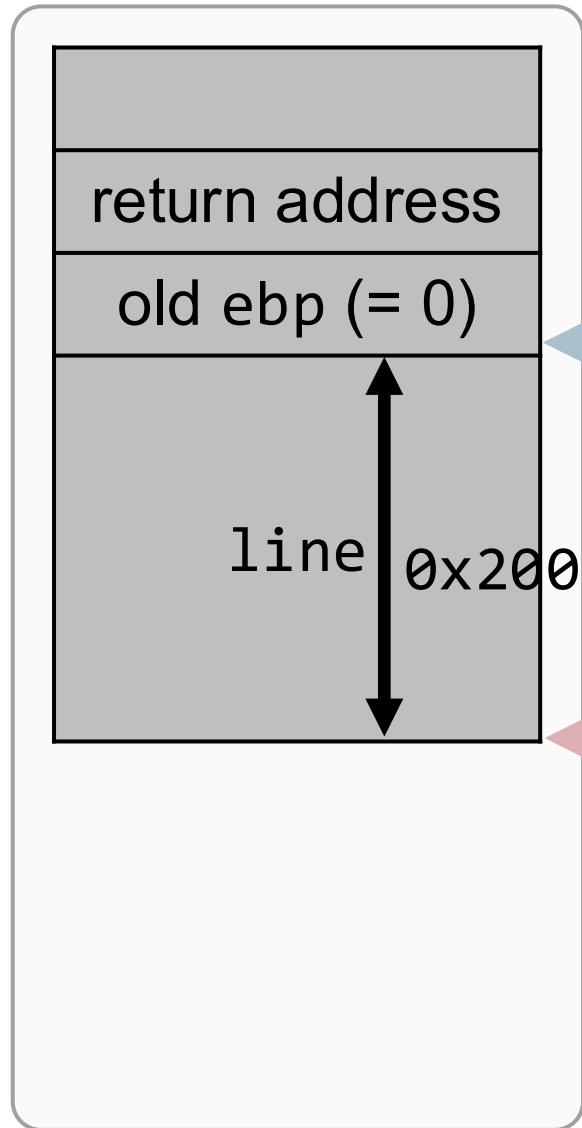 return address
old ebp (= 0)
line
0x200